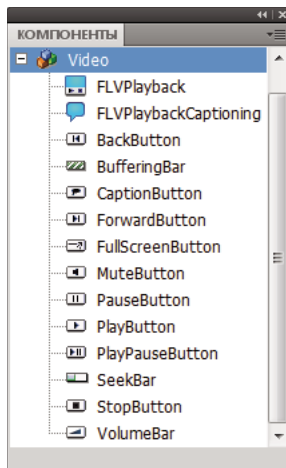 КОМПОНЕНТЫ
Video
FLVPlayback
FLVPlaybackCaptioning
BackButton
BufferingBar
CaptionButton
ForwardButton
FullScreenButton
MuteButton
PauseButton
PlayButton
PlayPauseButton
SeekBar
StopButton
VolumeBar